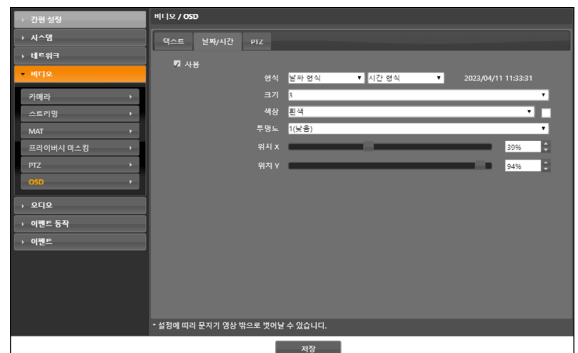 간편 설정
시스템
네트워크
비디오
카메라
스트리밍
MAT
프라이버시 마스킹
PTZ
OSD
오디오
이벤트 동작
이벤트
비디오 / OSD
텍스트 날짜/시간 PTZ
사용
형식 날짜 형식 시간 형식 2023/04/11 11:33:31
크기
색상 흰색
투명도 1(낮음)
위치 X 39%
위치 Y 94%
* 설정에 따라 문자가 영상 밖으로 벗어날 수 있습니다.
저장